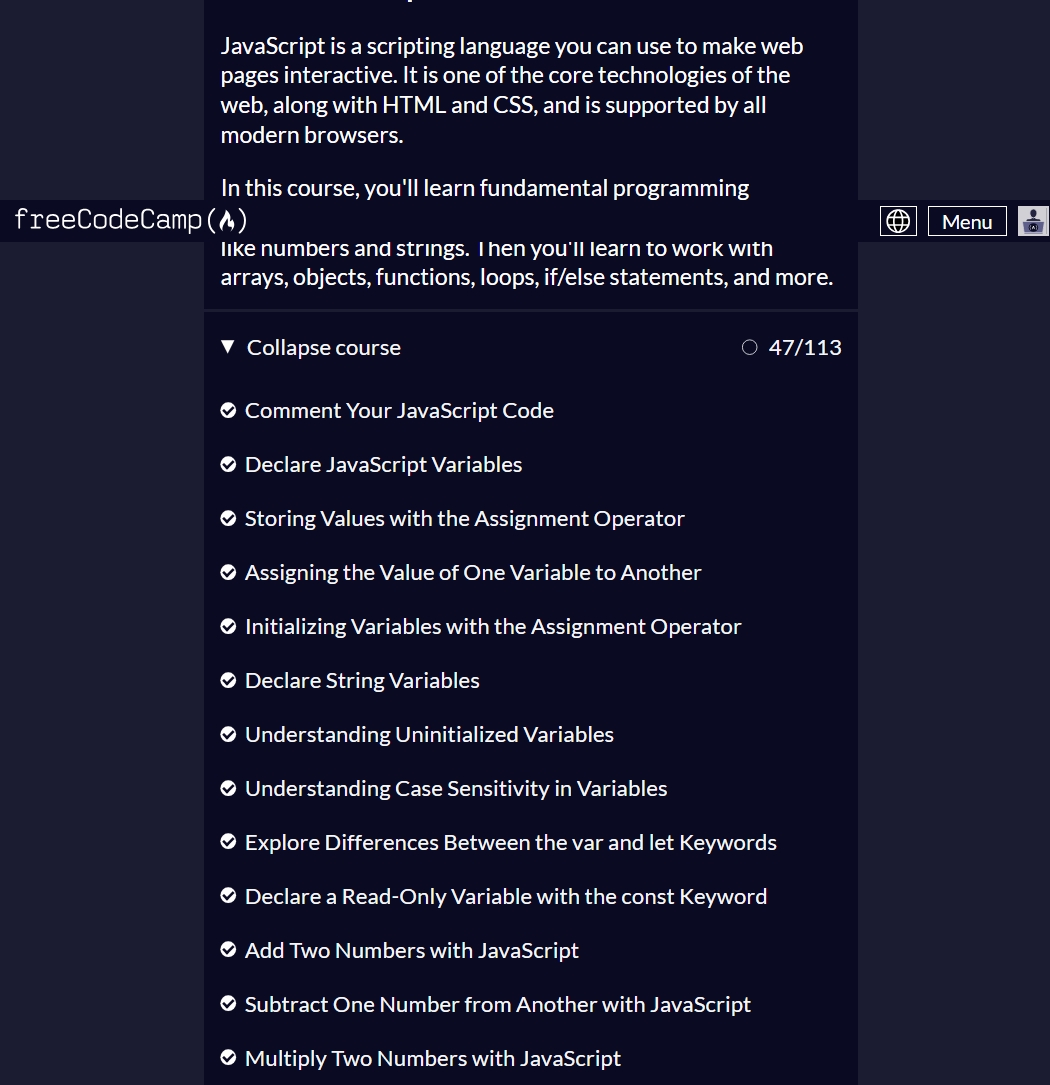 JavaScript is a scripting language you can use to make web
pages interactive. It is one of the core technologies of the
web, along with HTML and CSS, and is supported by all
modern browsers.
In this course, you'll learn fundamental programming
freeCodeCamp
Menu
like numbers and strings. Then you'll learn to work with
arrays, objects, functions, loops, if/else statements, and more.
Collapse course
47/113
Comment Your JavaScript Code
Declare JavaScript Variables
Storing Values with the Assignment Operator
Assigning the Value of One Variable to Another
Initializing Variables with the Assignment Operator
Declare String Variables
Understanding Uninitialized Variables
Understanding Case Sensitivity in Variables
Explore Differences Between the var and let Keywords
Declare a Read-Only Variable with the const Keyword
Add Two Numbers with JavaScript
Subtract One Number from Another with JavaScript
Multiply Two Numbers with JavaScript